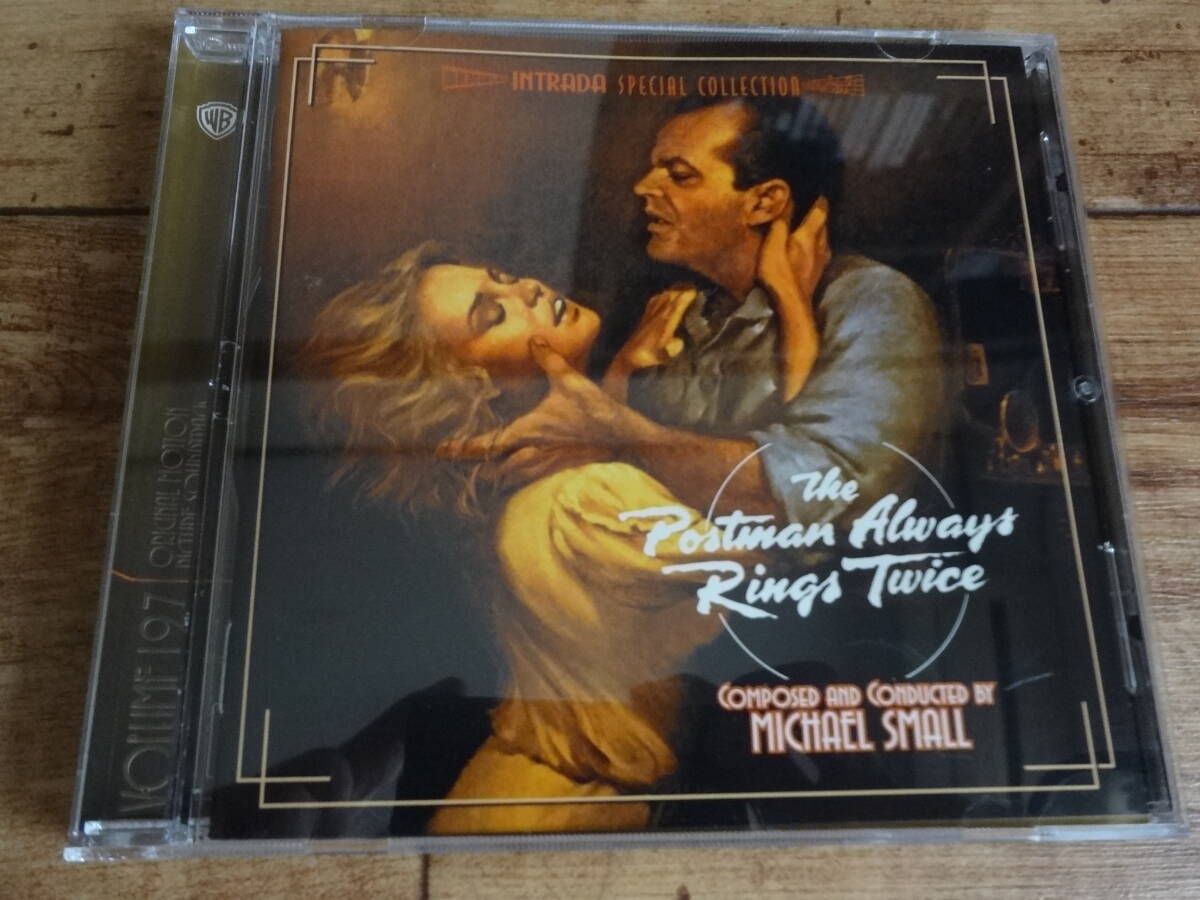 INTRADA SPECIAL COLLECTION
WB
VOLUME 197
ORIGINAL MOTION
PICTURE SOUNDTRACK
The
Postman Always
Rings Twice
COMPOSED AND CONDUCTED BY
MICHAEL SMALL